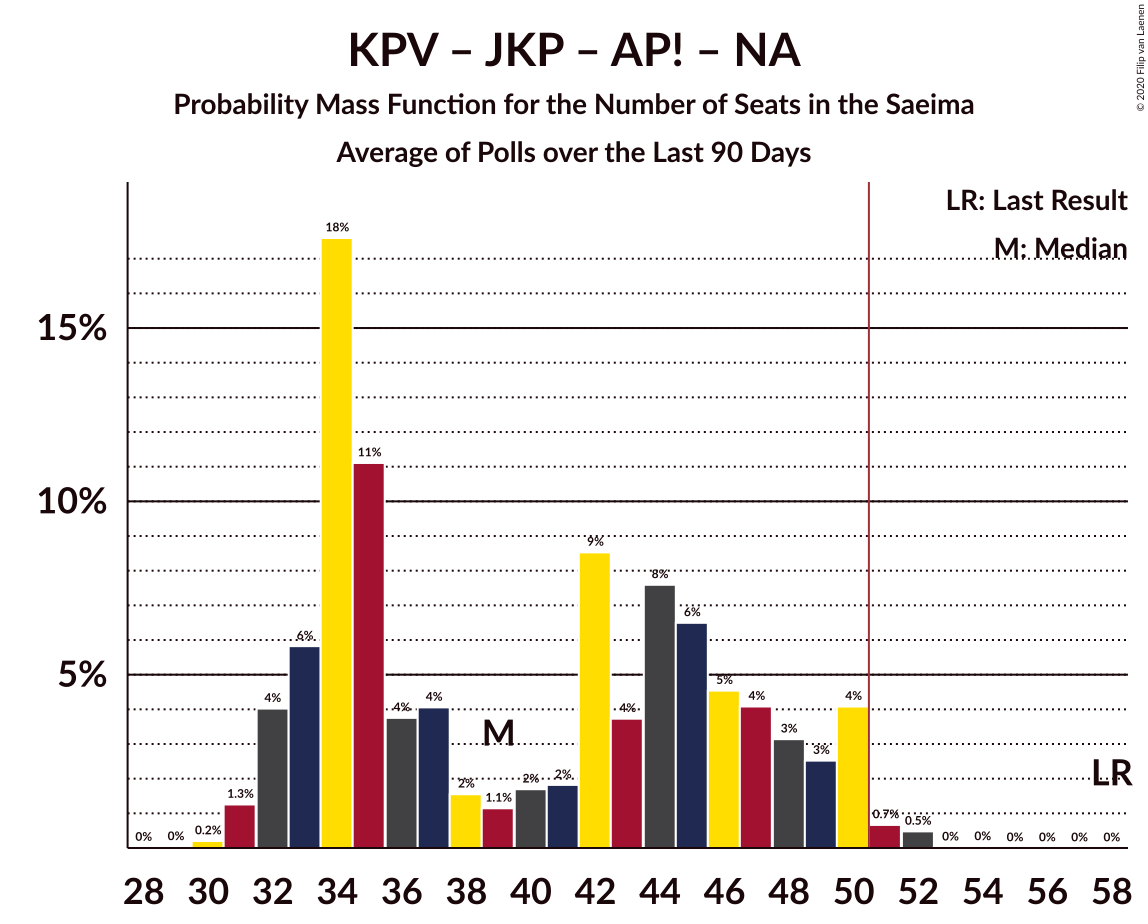 KPV – JKP – AP! – NA
Probability Mass Function for the Number of Seats in the Saeima
Average of Polls over the Last 90 Days
© 2020 Filip van Laenen
LR: Last Result
M: Median
15%
10%
5%
0% 0% 0.2% 1.3% 4% 6% 18% 11% 4% 4% 2% 1.1% 2% 2% 9% 4% 8% 6% 5% 4% 3% 3% 4% 0.7% 0.5% 0% 0% 0% 0% 0% 0%
M
LR
28 30 32 34 36 38 40 42 44 46 48 50 52 54 56 58